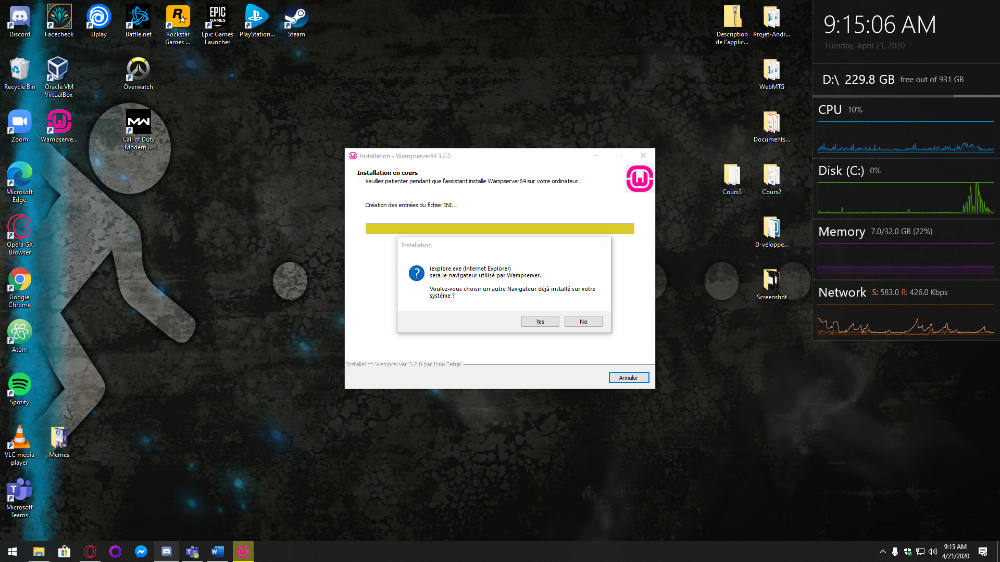 Discord
Facecheck
Uplay
Battle.net
Rockstar
Games ...
EPIC
GAMES
Epic Games
Launcher
PlayStation...
Steam
Recycle Bin
Oracle VM
VirtualBox
Overwatch
Zoom
Wampserve...
MW
Call of Duty
Modern ...
Microsoft
Edge
Opera GX
Browser
Google
Chrome
Atom
Spotify
VLC media
player
Memes
Microsoft
Teams
Description
de l'applic...
Projet-Andr...
WebMTG
Documents...
Cours3
Cours2
D-veloppe...
Screenshot
9:15:06 AM
Tuesday, April 21, 2020
D:\ 229.8 GB free out of 931 GB
CPU 10%
Disk (C:) 0%
Memory 7.0/32.0 GB (22%)
Network S: 583.0 R: 426.0 Kbps
Installation - Wampserver64 3.2.0
Installation en cours
Veuillez patienter pendant que l'assistant installe Wampserver64 sur votre ordinateur.
Création des entrées du fichier INI...
Installation
iexplore.exe (Internet Explorer)
sera le navigateur utilisé par Wampserver.
Voulez-vous choisir un autre Navigateur déjà installé sur votre
système ?
Yes
No
Installation Wampserver 3.2.0 par Inno Setup
Annuler
9:15 AM
4/21/2020